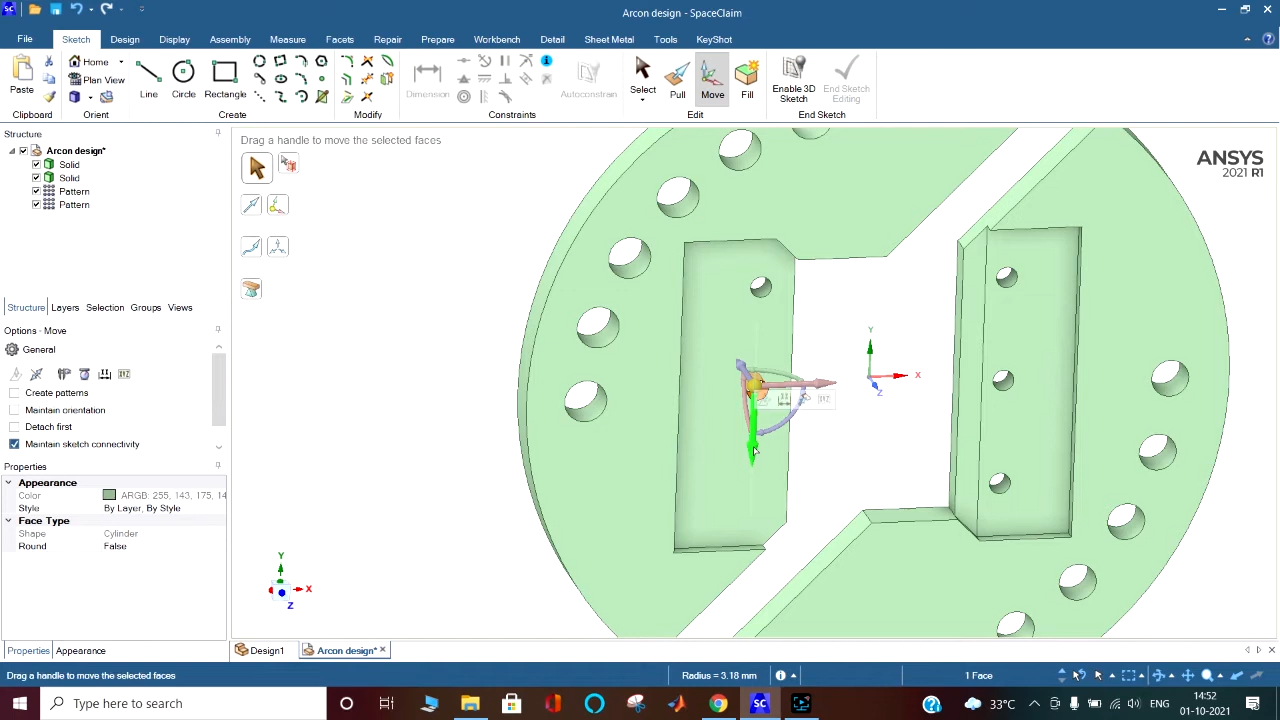 SC
Arcon design - SpaceClaim
File
Sketch
Design
Display
Assembly
Measure
Facets
Repair
Prepare
Workbench
Detail
Sheet Metal
Tools
KeyShot
Paste
Home
Plan View
Line
Circle
Rectangle
Dimension
Autoconstrain
Select
Pull
Move
Fill
Enable 3D
Sketch
End Sketch
Editing
Clipboard
Orient
Create
Modify
Constraints
Edit
End Sketch
Structure
Arcon design*
Solid
Solid
Pattern
Pattern
Structure Layers Selection Groups Views
Options - Move
General
XYZ
Create patterns
Maintain orientation
Detach first
Maintain sketch connectivity
Properties
Appearance
Color ARGB: 255, 143, 175, 14
Style By Layer, By Style
Face Type
Shape Cylinder
Round False
Properties Appearance
Drag a handle to move the selected faces
ANSYS
2021 R1
Y
X
Z
XYZ
Y
X
Z
Design1
Arcon design*
Drag a handle to move the selected faces
Radius = 3.18 mm
1 Face
Type here to search
SC
33°C
ENG
14:52
01-10-2021